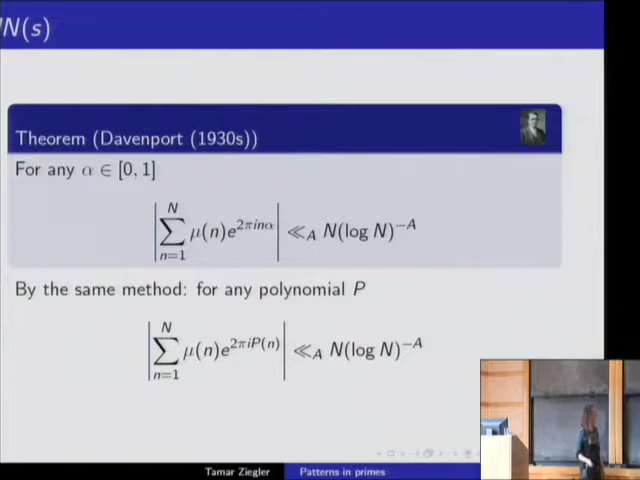 MN(s)
Theorem (Davenport (1930s))
For any α ∈ [0, 1]
|∑_{n=1}^{N} μ(n)e^{2πinα}| ≪_A N(log N)^{−A}
By the same method: for any polynomial P
|∑_{n=1}^{N} μ(n)e^{2πiP(n)}| ≪_A N(log N)^{−A}
Tamar Ziegler Patterns in primes